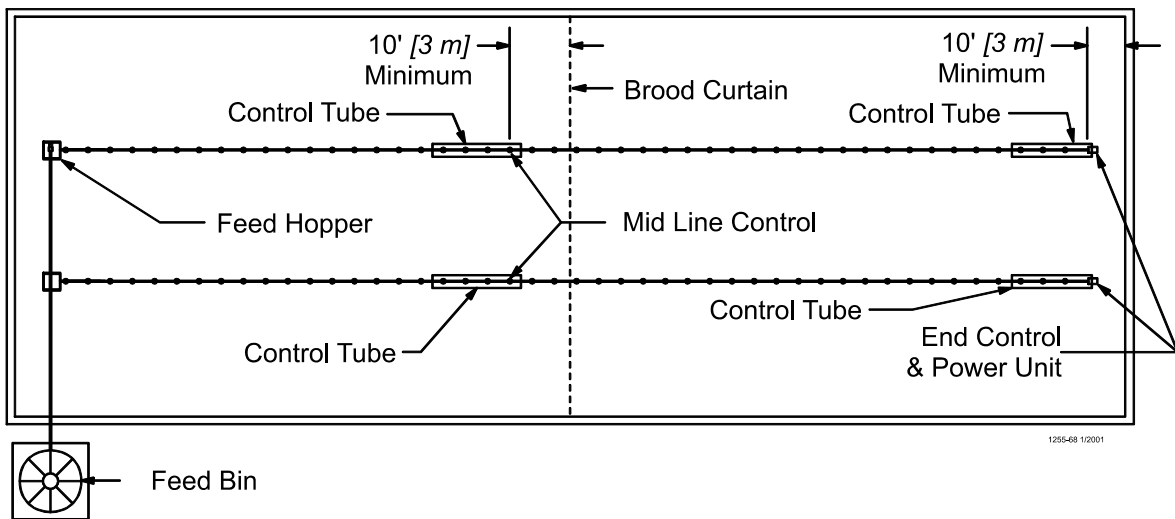 10' [3 m]
Minimum
10' [3 m]
Minimum
Brood Curtain
Control Tube
Control Tube
Feed Hopper
Mid Line Control
Control Tube
Control Tube
End Control
& Power Unit
1255-68 1/2001
Feed Bin